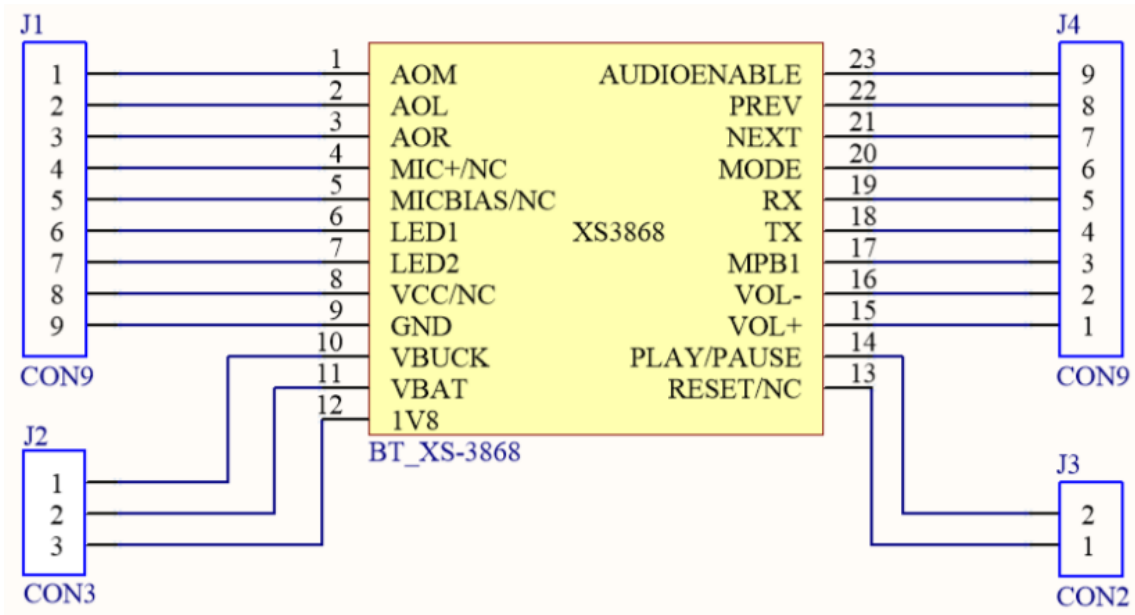 J1 J4
1 1 AOM AUDIOENABLE 23 9
2 2 AOL PREV 22 8
3 3 AOR NEXT 21 7
4 4 MIC+/NC MODE 20 6
5 5 MICBIAS/NC RX 19 5
6 6 LED1 XS3868 TX 18 4
7 7 LED2 MPB1 17 3
8 8 VCC/NC VOL- 16 2
9 9 GND VOL+ 15 1
10 VBUCK PLAY/PAUSE 14
CON9 CON9
11 VBAT RESET/NC 13
12 1V8
J2 BT_XS-3868 J3
1
2 2
3 1
CON3 CON2